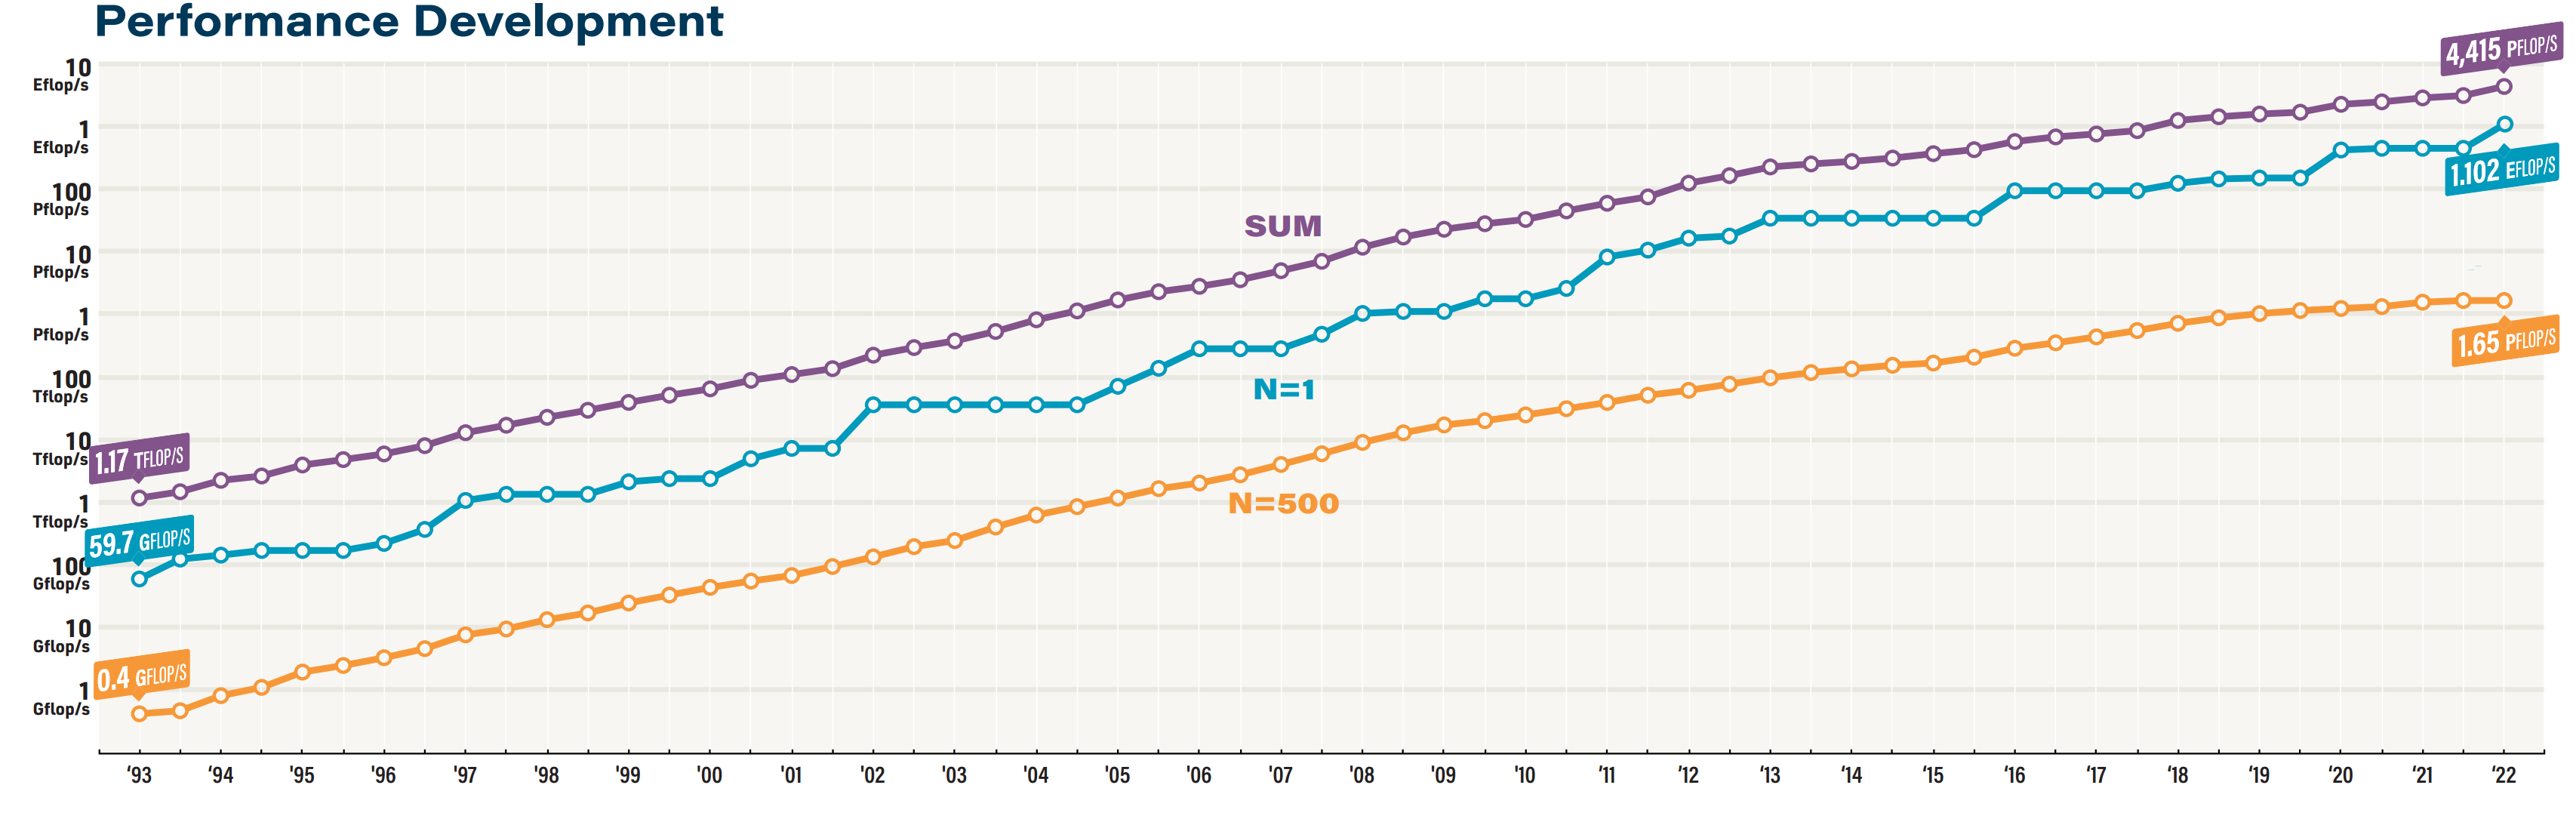 Performance Development
10
Eflop/s
1
Eflop/s
100
Pflop/s
10
Pflop/s
1
Pflop/s
100
Tflop/s
10
Tflop/s
1
Tflop/s
100
Gflop/s
10
Gflop/s
1
Gflop/s
1.17 TFLOP/S
59.7 GFLOP/S
0.4 GFLOP/S
SUM
N=1
N=500
4,415 PFLOP/S
1.102 EFLOP/S
1.65 PFLOP/S
‘93 ‘94 ‘95 ‘96 ‘97 ‘98 ‘99 '00 '01 '02 '03 '04 '05 '06 '07 '08 '09 '10 ‘11 ‘12 ‘13 ‘14 ‘15 ‘16 ‘17 ‘18 ‘19 ‘20 ‘21 ‘22